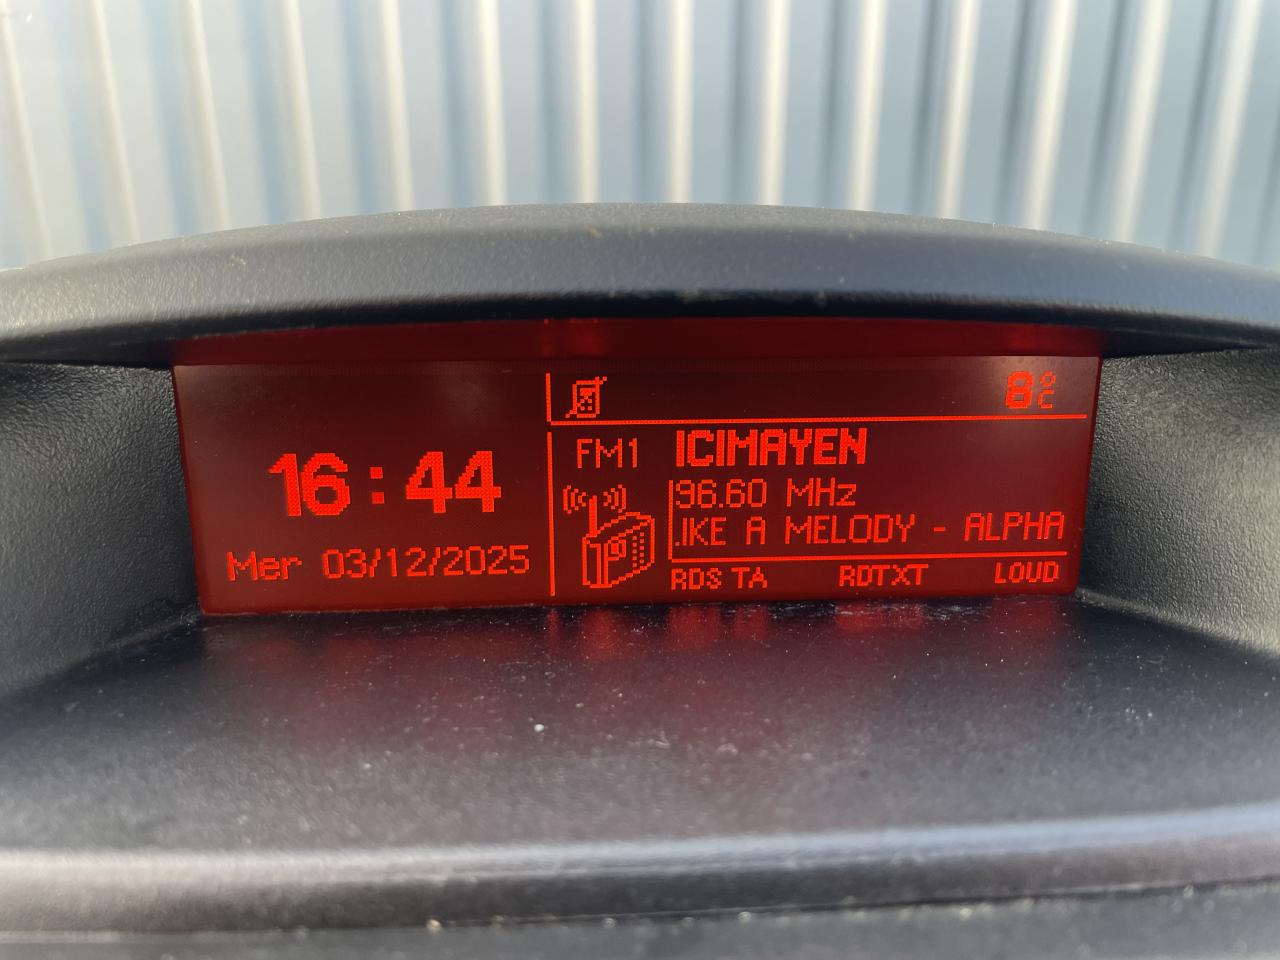 8°C
16:44
Mer 03/12/2025
FM1
ICIMAYEN
96.60 MHz
IKE A MELODY - ALPHA
RDS TA RDTXT LOUD